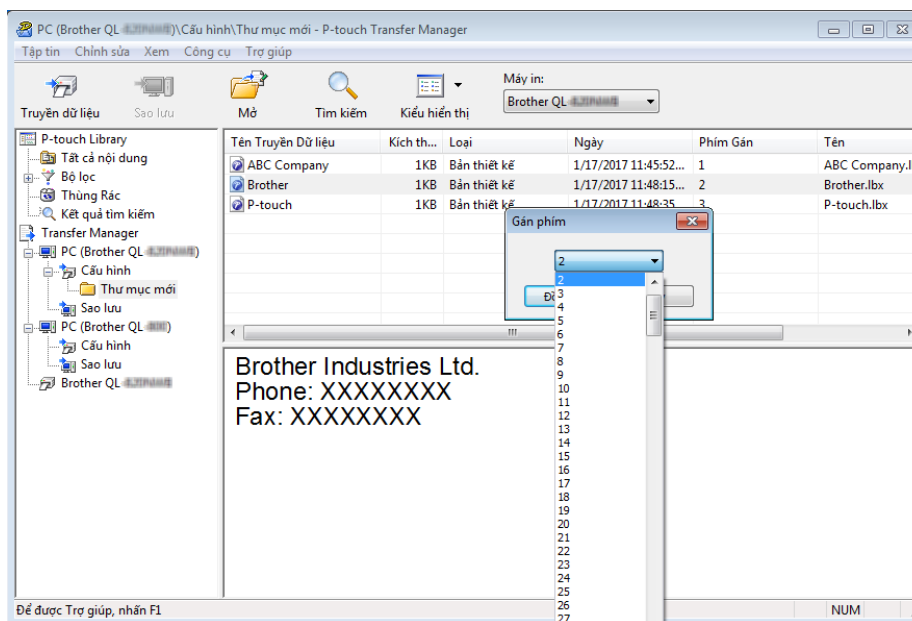 PC (Brother QL )\Cấu hình\Thư mục mới - P-touch Transfer Manager
Tập tin Chỉnh sửa Xem Công cụ Trợ giúp
Truyền dữ liệu Sao lưu Mở Tìm kiếm Kiểu hiển thị
Máy in:
Brother QL
P-touch Library
Tất cả nội dung
Bộ lọc
Thùng Rác
Kết quả tìm kiếm
Transfer Manager
PC (Brother QL )
Cấu hình
Thư mục mới
Sao lưu
PC (Brother QL )
Cấu hình
Sao lưu
Brother QL
Tên Truyền Dữ liệu Kích th... Loại Ngày Phím Gán Tên
ABC Company 1KB Bản thiết kế 1/17/2017 11:45:52... 1 ABC Company.l
Brother 1KB Bản thiết kế 1/17/2017 11:48:15... 2 Brother.lbx
P-touch 1KB Bản thiết kế 1/17/2017 11:48:35 3 P-touch.lbx
Gán phím
2
2
3
4
5
6
7
8
9
10
11
12
13
14
15
16
17
18
19
20
21
22
23
24
25
26
27
Brother Industries Ltd.
Phone: XXXXXXXX
Fax: XXXXXXXX
Để được Trợ giúp, nhấn F1
NUM